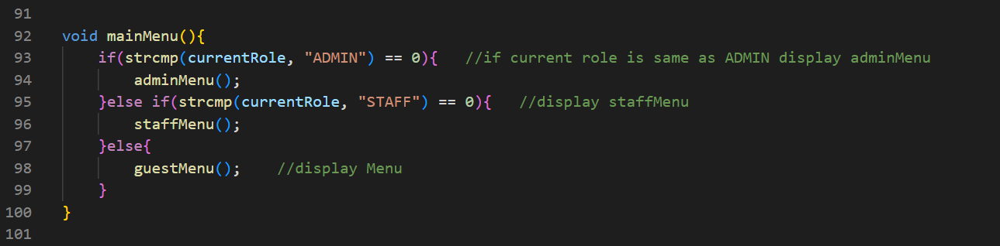 91
92 void mainMenu(){
93 if(strcmp(currentRole, "ADMIN") == 0){ //if current role is same as ADMIN display adminMenu
94 adminMenu();
95 }else if(strcmp(currentRole, "STAFF") == 0){ //display staffMenu
96 staffMenu();
97 }else{
98 guestMenu(); //display Menu
99 }
100 }
101